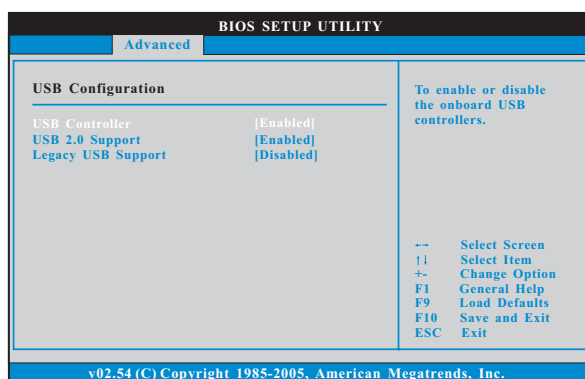 BIOS SETUP UTILITY
Advanced
USB Configuration
USB Controller [Enabled]
USB 2.0 Support [Enabled]
Legacy USB Support [Disabled]
To enable or disable
the onboard USB
controllers.
←→ Select Screen
↑↓ Select Item
+- Change Option
F1 General Help
F9 Load Defaults
F10 Save and Exit
ESC Exit
v02.54 (C) Copyright 1985-2005, American Megatrends, Inc.